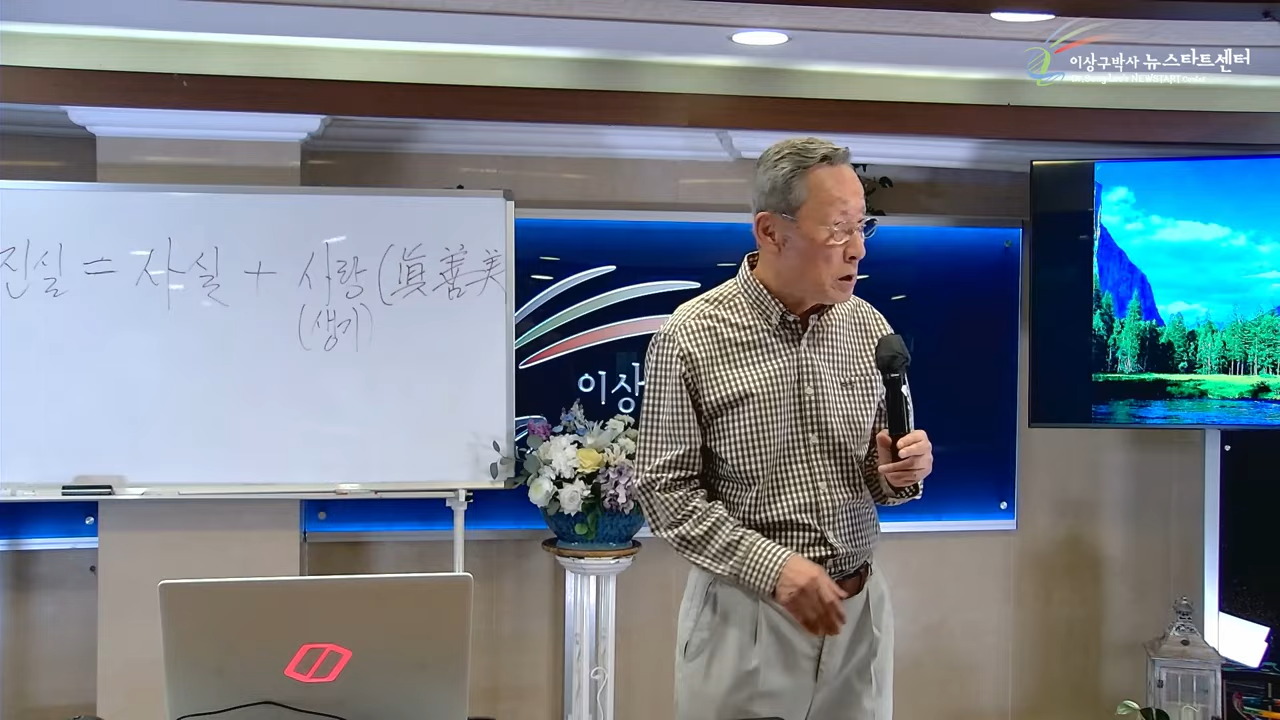 이상구박사 뉴스타트센터
진실 = 사실 + 사랑 (眞善美
(생기)
이상